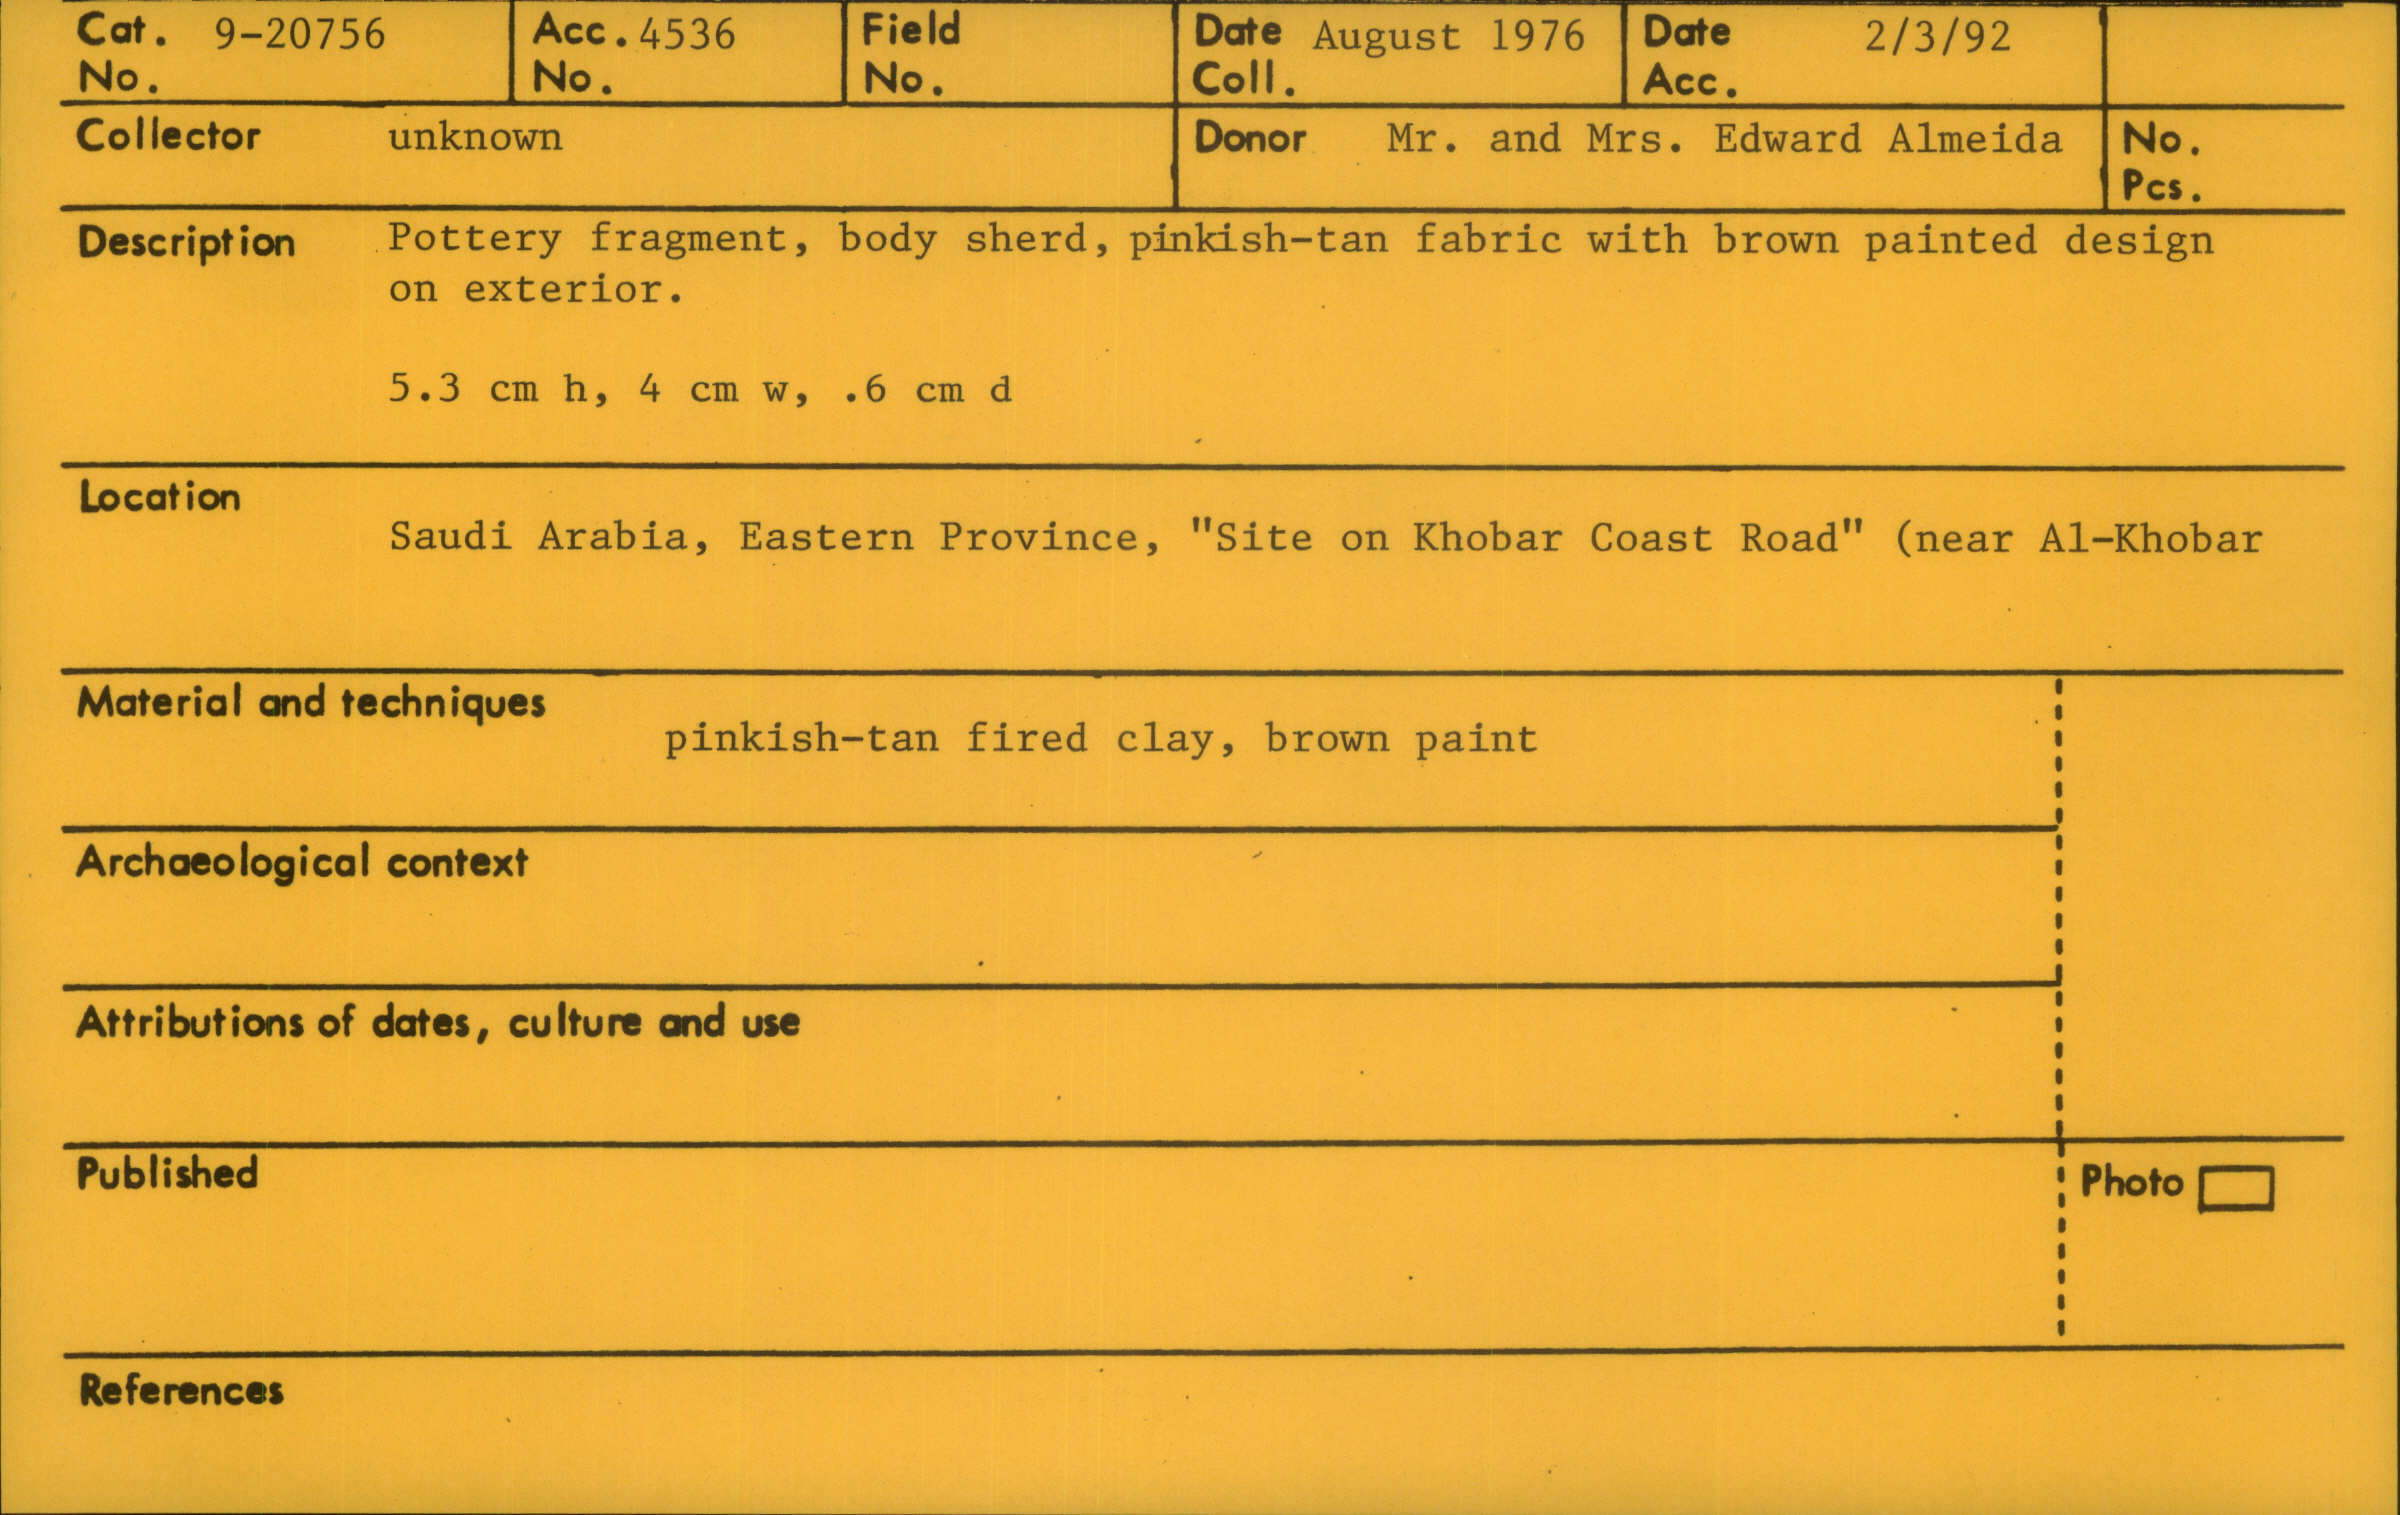 Cat. No. 9-20756 Acc. No. 4536 Field No. Date Coll. August 1976 Date Acc. 2/3/92
Collector unknown Donor Mr. and Mrs. Edward Almeida No. Pcs.
Description Pottery fragment, body sherd, pinkish-tan fabric with brown painted design
on exterior.
5.3 cm h, 4 cm w, .6 cm d
Location
Saudi Arabia, Eastern Province, "Site on Khobar Coast Road" (near Al-Khobar
Material and techniques
pinkish-tan fired clay, brown paint
Archaeological context
Attributions of dates, culture and use
Published
Photo
References